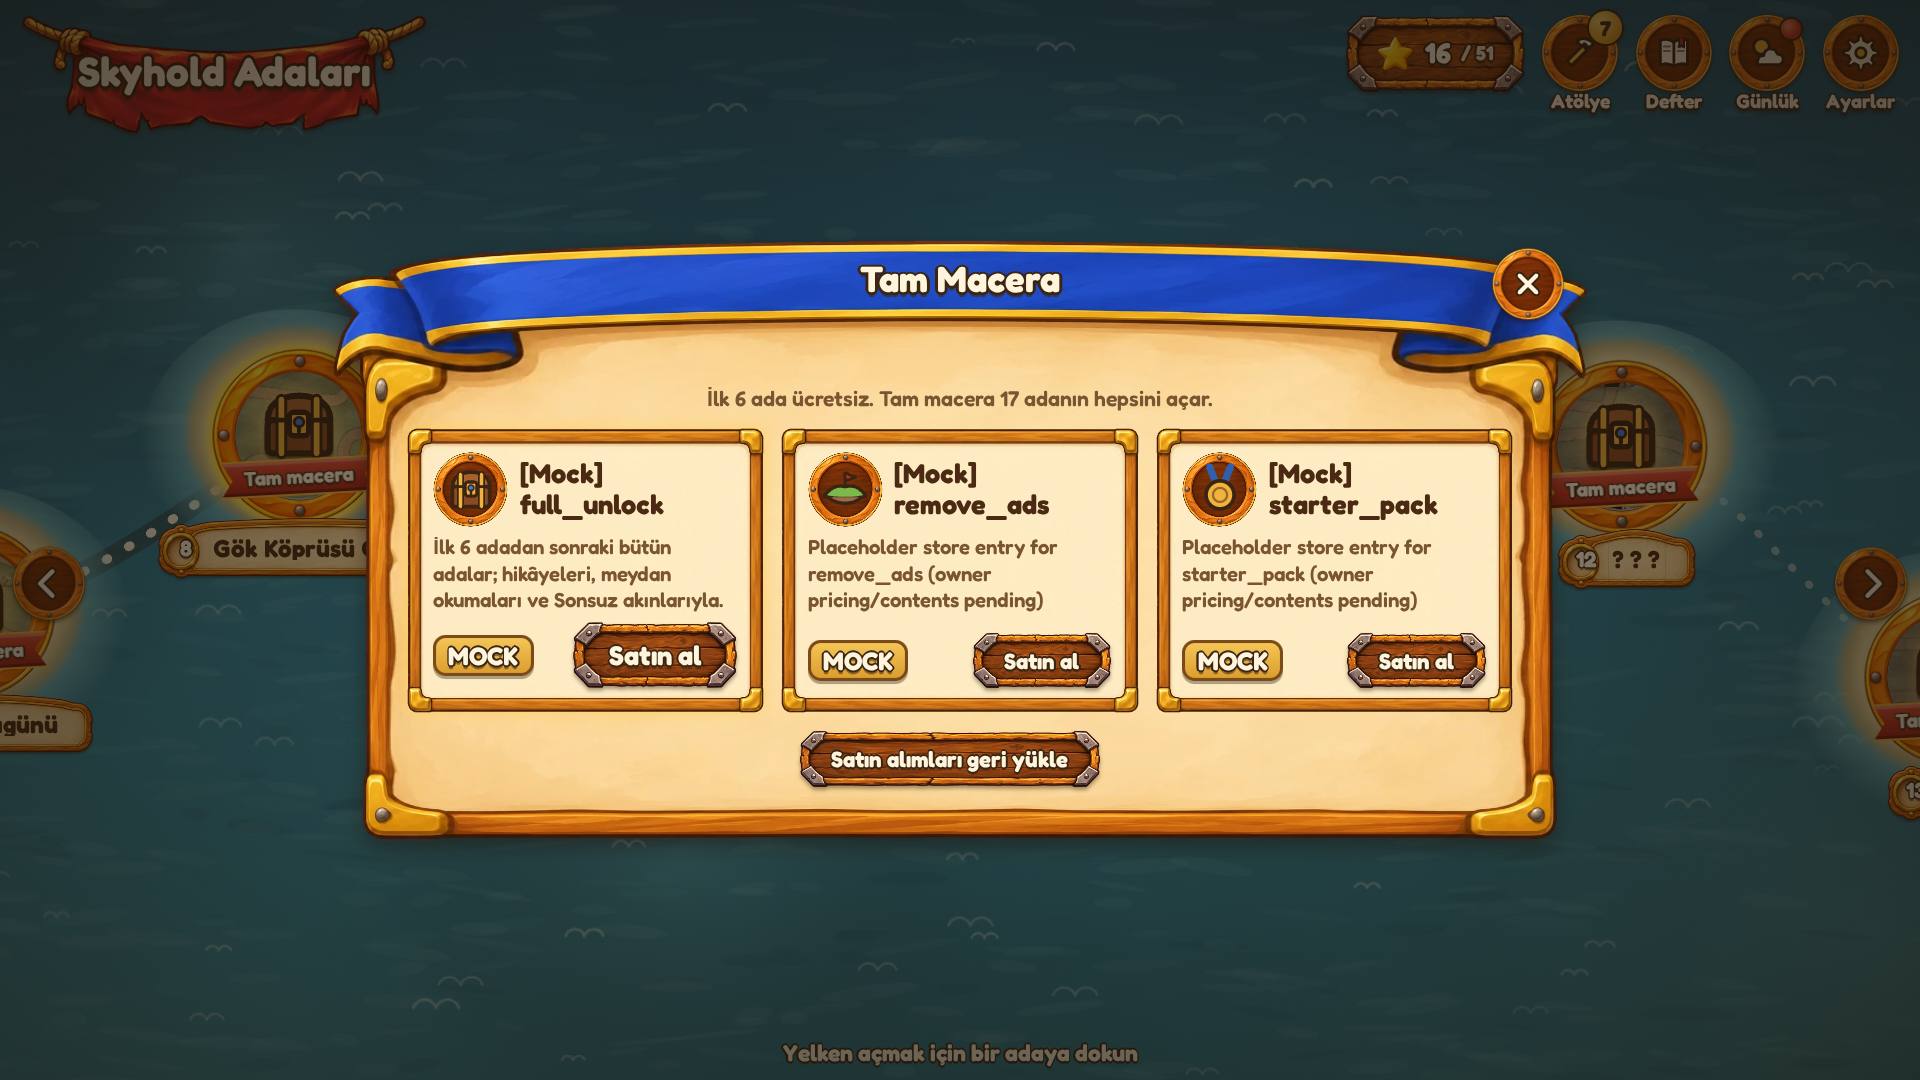 Skyhold Adaları
16 / 51
7
Atölye
Defter
Günlük
Ayarlar
Tam Macera
İlk 6 ada ücretsiz. Tam macera 17 adanın hepsini açar.
[Mock]
full_unlock
İlk 6 adadan sonraki bütün
adalar; hikâyeleri, meydan
okumaları ve Sonsuz akınlarıyla.
MOCK
Satın al
[Mock]
remove_ads
Placeholder store entry for
remove_ads (owner
pricing/contents pending)
MOCK
Satın al
[Mock]
starter_pack
Placeholder store entry for
starter_pack (owner
pricing/contents pending)
MOCK
Satın al
Satın alımları geri yükle
Tam macera
8 Gök Köprüsü
Tam macera
12 ? ? ?
Yelken açmak için bir adaya dokun